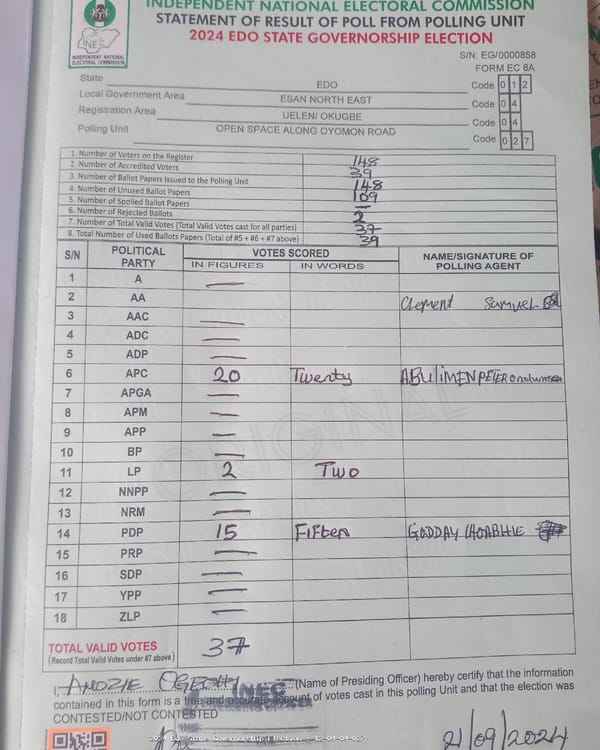 INDEPENDENT NATIONAL ELECTORAL COMMISSION
STATEMENT OF RESULT OF POLL FROM POLLING UNIT
2024 EDO STATE GOVERNORSHIP ELECTION
INEC
INDEPENDENT NATIONAL
ELECTORAL COMMISSION
S/N: EG/0000858
FORM EC 8A
State EDO Code 0 1 2
Local Government Area ESAN NORTH EAST Code 0 4
Registration Area UELEN/ OKUGBE Code 0 4
Polling Unit OPEN SPACE ALONG OYOMON ROAD Code 0 2 7
1. Number of Voters on the Register 148
2. Number of Accredited Voters 39
3. Number of Ballot Papers Issued to the Polling Unit 148
4. Number of Unused Ballot Papers 109
5. Number of Spoiled Ballot Papers —
6. Number of Rejected Ballots 2
7. Number of Total Valid Votes (Total Valid Votes cast for all parties) 37
8. Total Number of Used Ballots Papers (Total of #5 + #6 + #7 above) 39
S/N POLITICAL PARTY VOTES SCORED NAME/SIGNATURE OF POLLING AGENT
IN FIGURES IN WORDS
1 A —
2 AA Clement Samuel
3 AAC —
4 ADC —
5 ADP —
6 APC 20 Twenty ABULIMEN PETER
7 APGA —
8 APM —
9 APP —
10 BP —
11 LP 2 Two
12 NNPP —
13 NRM —
14 PDP 15 Fifteen GODDAY
15 PRP —
16 SDP —
17 YPP —
18 ZLP —
ORIGINAL
TOTAL VALID VOTES 37
(Record Total Valid Votes under #7 above)
I, (Name of Presiding Officer) hereby certify that the information
contained in this form is a true and accurate account of votes cast in this polling Unit and that the election was
CONTESTED/NOT CONTESTED
INEC
2024 Edo State Governorship Election - 12-04-04-027
21/09/2024